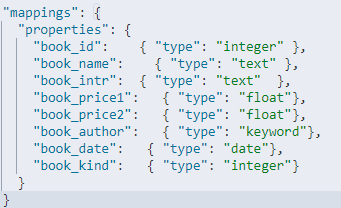 "mappings": {
  "properties": {
    "book_id":    { "type": "integer" },
    "book_name":    { "type": "text" },
    "book_intr":  { "type": "text"  },
    "book_price1":   { "type": "float"},
    "book_price2":   { "type": "float"},
    "book_author":   { "type": "keyword"},
    "book_date":   { "type": "date"},
    "book_kind":   { "type": "integer"}
  }
}